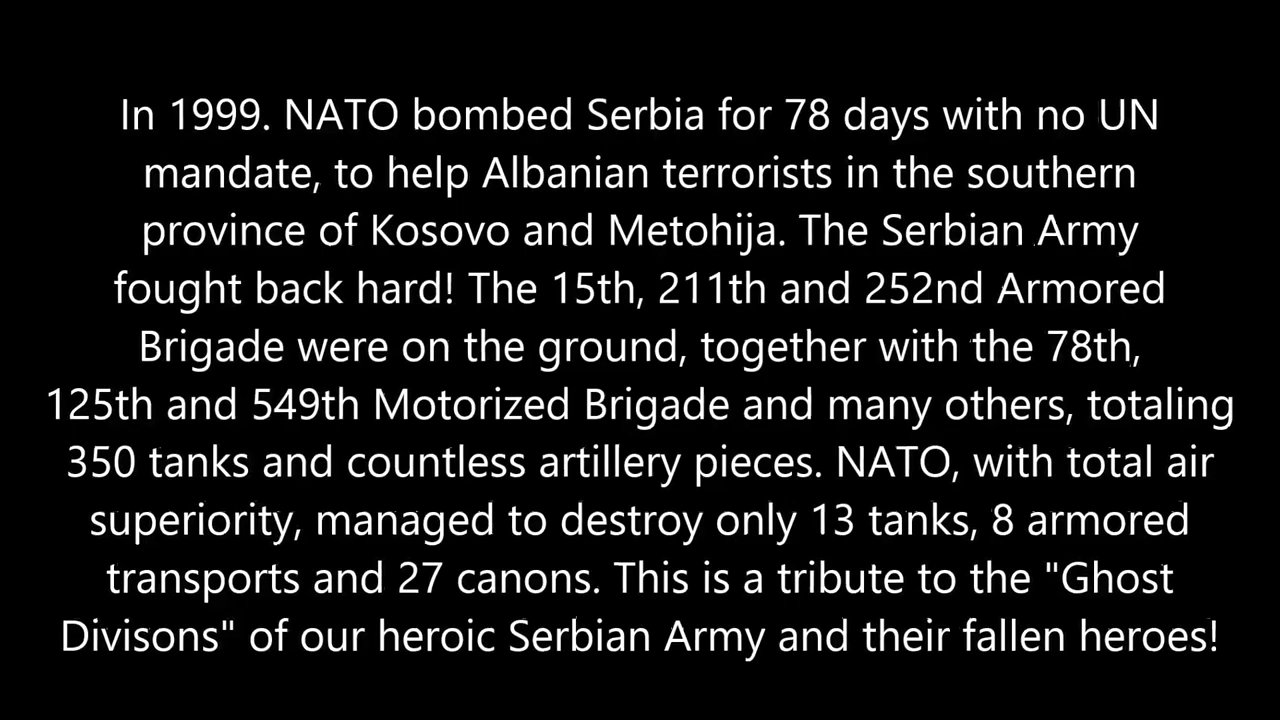 In 1999. NATO bombed Serbia for 78 days with no UN
mandate, to help Albanian terrorists in the southern
province of Kosovo and Metohija. The Serbian Army
fought back hard! The 15th, 211th and 252nd Armored
Brigade were on the ground, together with the 78th,
125th and 549th Motorized Brigade and many others, totaling
350 tanks and countless artillery pieces. NATO, with total air
superiority, managed to destroy only 13 tanks, 8 armored
transports and 27 canons. This is a tribute to the "Ghost
Divisons" of our heroic Serbian Army and their fallen heroes!